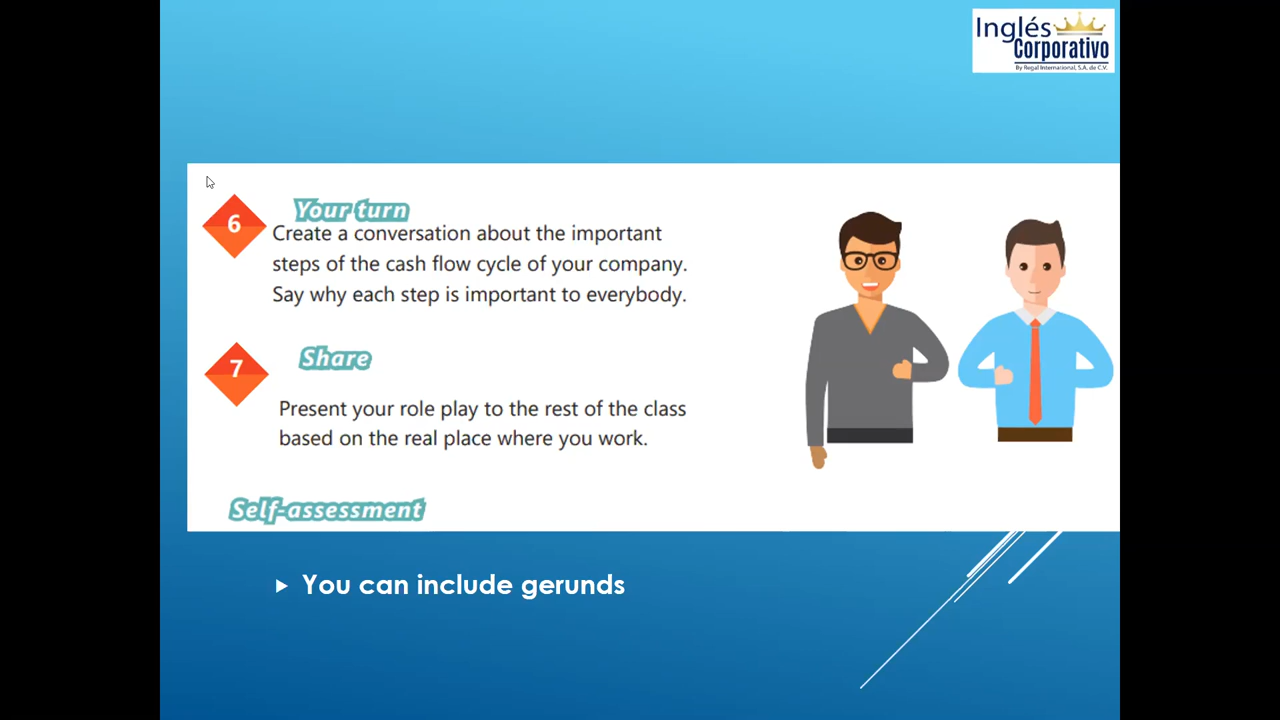 Inglés
Corporativo
By Regal International, S.A. de C.V.
6
Your turn
Create a conversation about the important
steps of the cash flow cycle of your company.
Say why each step is important to everybody.
7
Share
Present your role play to the rest of the class
based on the real place where you work.
Self-assessment
You can include gerunds